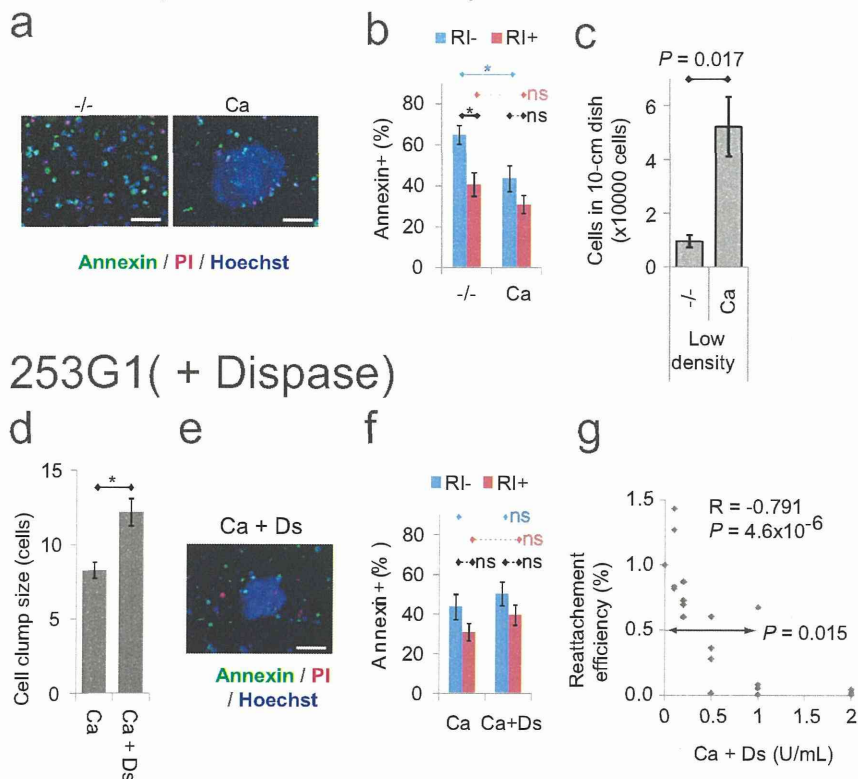 a
-/-
Ca
Annexin / PI / Hoechst
b
RI- RI+
*
ns
* ns
Annexin+ (%)
80
60
40
20
0
-/- Ca
c
P = 0.017
Cells in 10-cm dish
(x10000 cells)
6
4
2
0
-/- Ca
Low
density
253G1( + Dispase)
d
*
Cell clump size (cells)
15
10
5
0
Ca
Ca + Ds
e
Ca + Ds
Annexin / PI
/ Hoechst
f
RI- RI+
ns
ns
ns ns
Annexin+ (% )
80
60
40
20
0
Ca Ca+Ds
g
R = -0.791
P = 4.6x10-6
P = 0.015
Reattachement
efficiency (%)
1.5
1.0
0.5
0.0
0 0.5 1 2
Ca + Ds (U/mL)